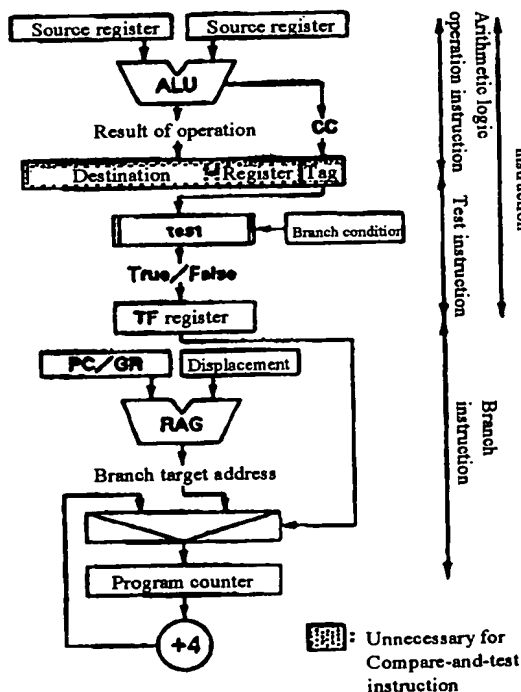 Source register
Source register
ALU
Result of operation
CC
Destination Register
Tag
test
Branch condition
True/False
TF register
PC/GR
Displacement
RAG
Branch target address
Program counter
+4
: Unnecessary for
Compare-and-test
instruction
Arithmetic logic
operation instruction
Test instruction
Branch
instruction